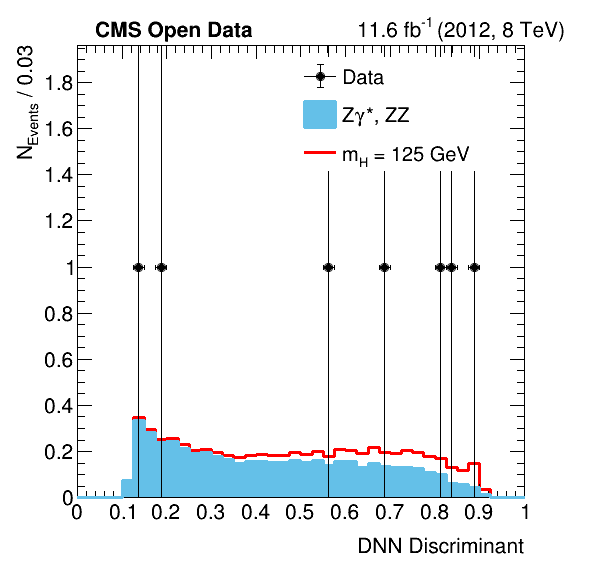 CMS Open Data 11.6 fb⁻¹ (2012, 8 TeV)
N_Events / 0.03
Data
Zγ*, ZZ
m_H = 125 GeV
1.8
1.6
1.4
1.2
1
0.8
0.6
0.4
0.2
0
0 0.1 0.2 0.3 0.4 0.5 0.6 0.7 0.8 0.9 1
DNN Discriminant